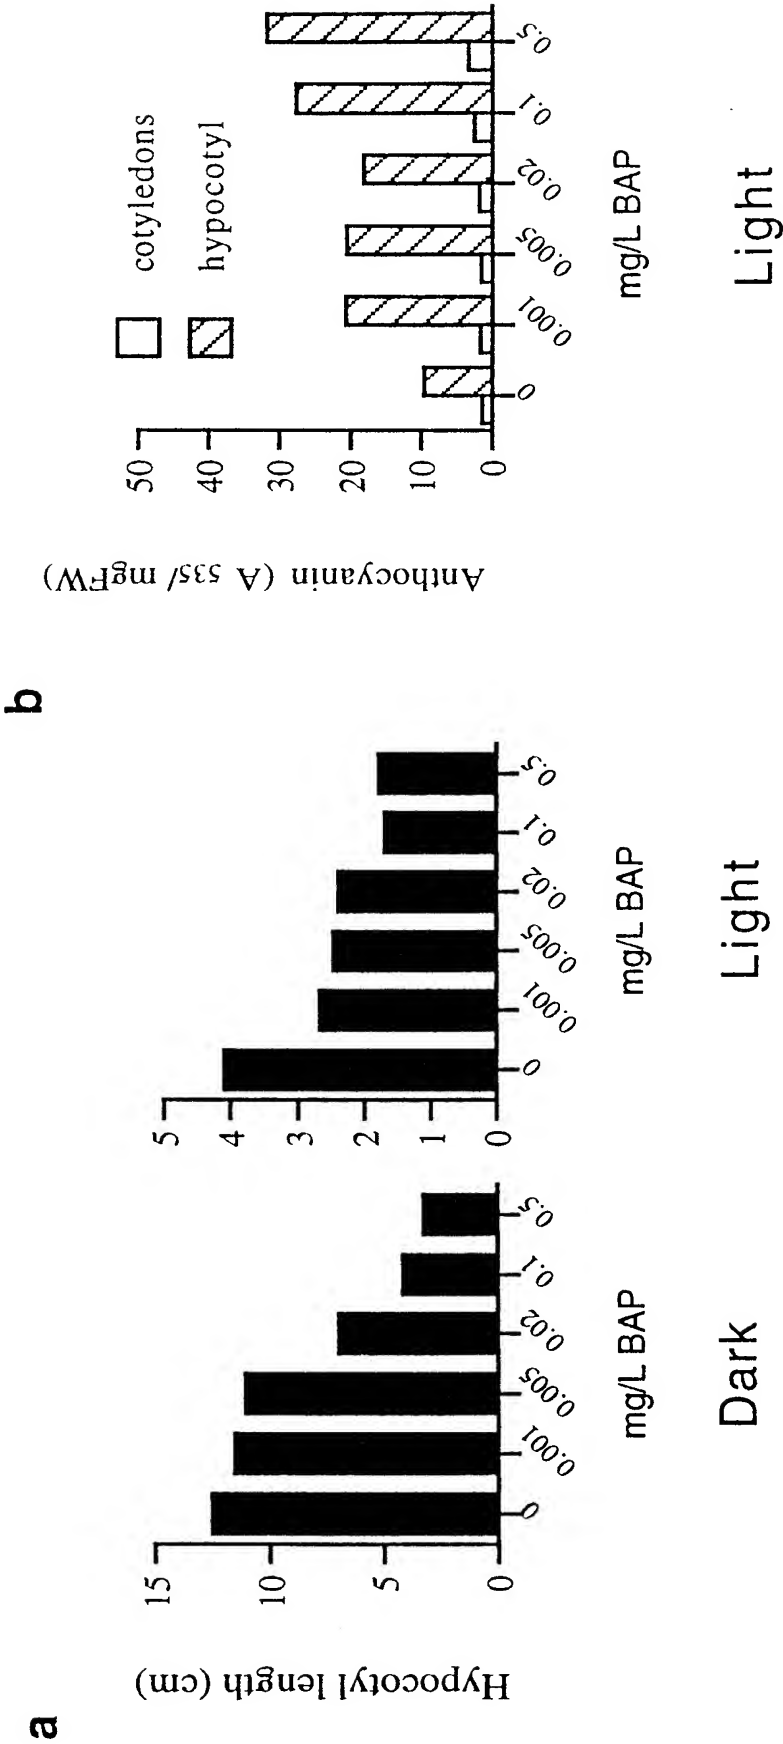 a
Hypocotyl length (cm)
15
10
5
0
0
0.001
0.005
0.02
0.1
0.5
mg/L BAP
Dark
5
4
3
2
1
0
0
0.001
0.005
0.02
0.1
0.5
mg/L BAP
Light
b
Anthocyanin (A 535/ mgFW)
50
40
30
20
10
0
cotyledons
hypocotyl
0
0.001
0.005
0.02
0.1
0.5
mg/L BAP
Light